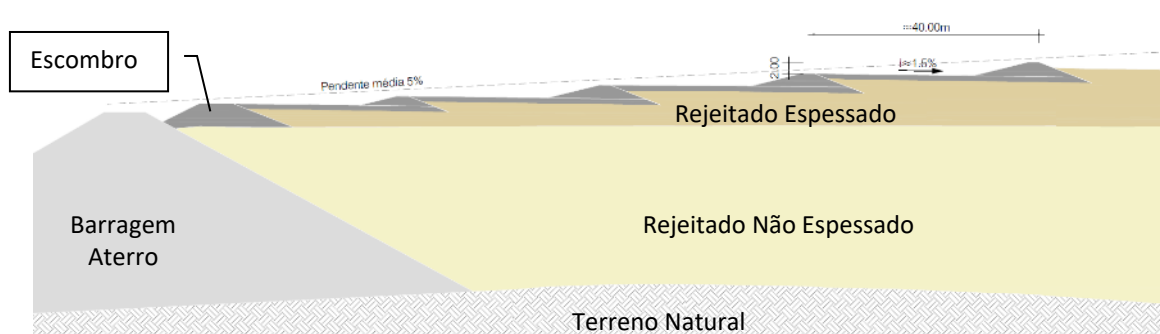 ≈40.00m
Escombro
2.00
i≈1.5%
Pendente média 5%
Rejeitado Espessado
Barragem
Aterro
Rejeitado Não Espessado
Terreno Natural